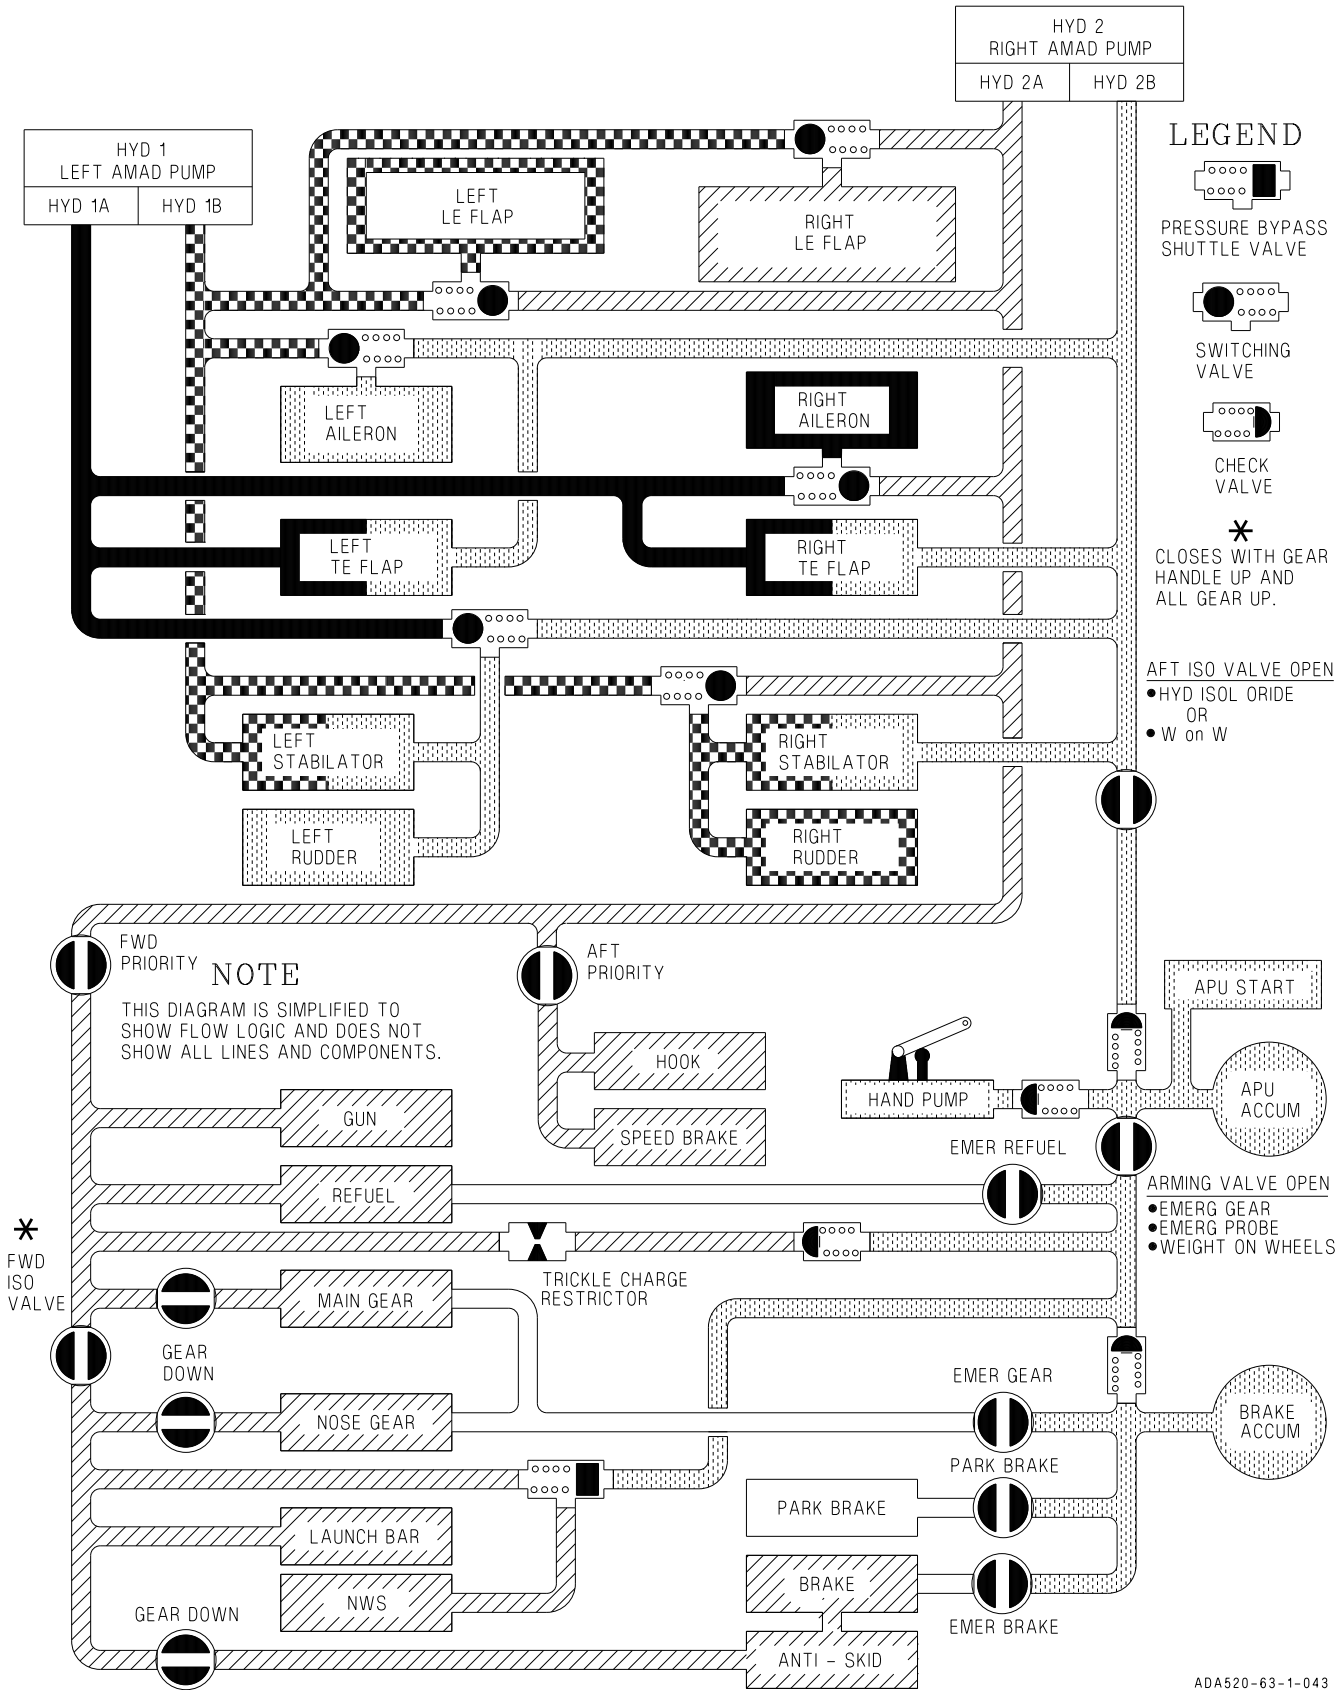 HYD 2
RIGHT AMAD PUMP
HYD 2A
HYD 2B
HYD 1
LEFT AMAD PUMP
HYD 1A
HYD 1B
LEGEND
PRESSURE BYPASS
SHUTTLE VALVE
SWITCHING
VALVE
CHECK
VALVE
*
CLOSES WITH GEAR
HANDLE UP AND
ALL GEAR UP.
LEFT
LE FLAP
RIGHT
LE FLAP
LEFT
AILERON
RIGHT
AILERON
LEFT
TE FLAP
RIGHT
TE FLAP
AFT ISO VALVE OPEN
●HYD ISOL ORIDE
OR
● W on W
LEFT
STABILATOR
RIGHT
STABILATOR
LEFT
RUDDER
RIGHT
RUDDER
FWD
PRIORITY
AFT
PRIORITY
NOTE
THIS DIAGRAM IS SIMPLIFIED TO
SHOW FLOW LOGIC AND DOES NOT
SHOW ALL LINES AND COMPONENTS.
HOOK
SPEED BRAKE
APU START
HAND PUMP
APU
ACCUM
GUN
EMER REFUEL
REFUEL
ARMING VALVE OPEN
●EMERG GEAR
●EMERG PROBE
●WEIGHT ON WHEELS
*
FWD
ISO
VALVE
TRICKLE CHARGE
RESTRICTOR
MAIN GEAR
GEAR
DOWN
NOSE GEAR
EMER GEAR
BRAKE
ACCUM
PARK BRAKE
PARK BRAKE
LAUNCH BAR
NWS
BRAKE
EMER BRAKE
GEAR DOWN
ANTI - SKID
ADA520-63-1-043